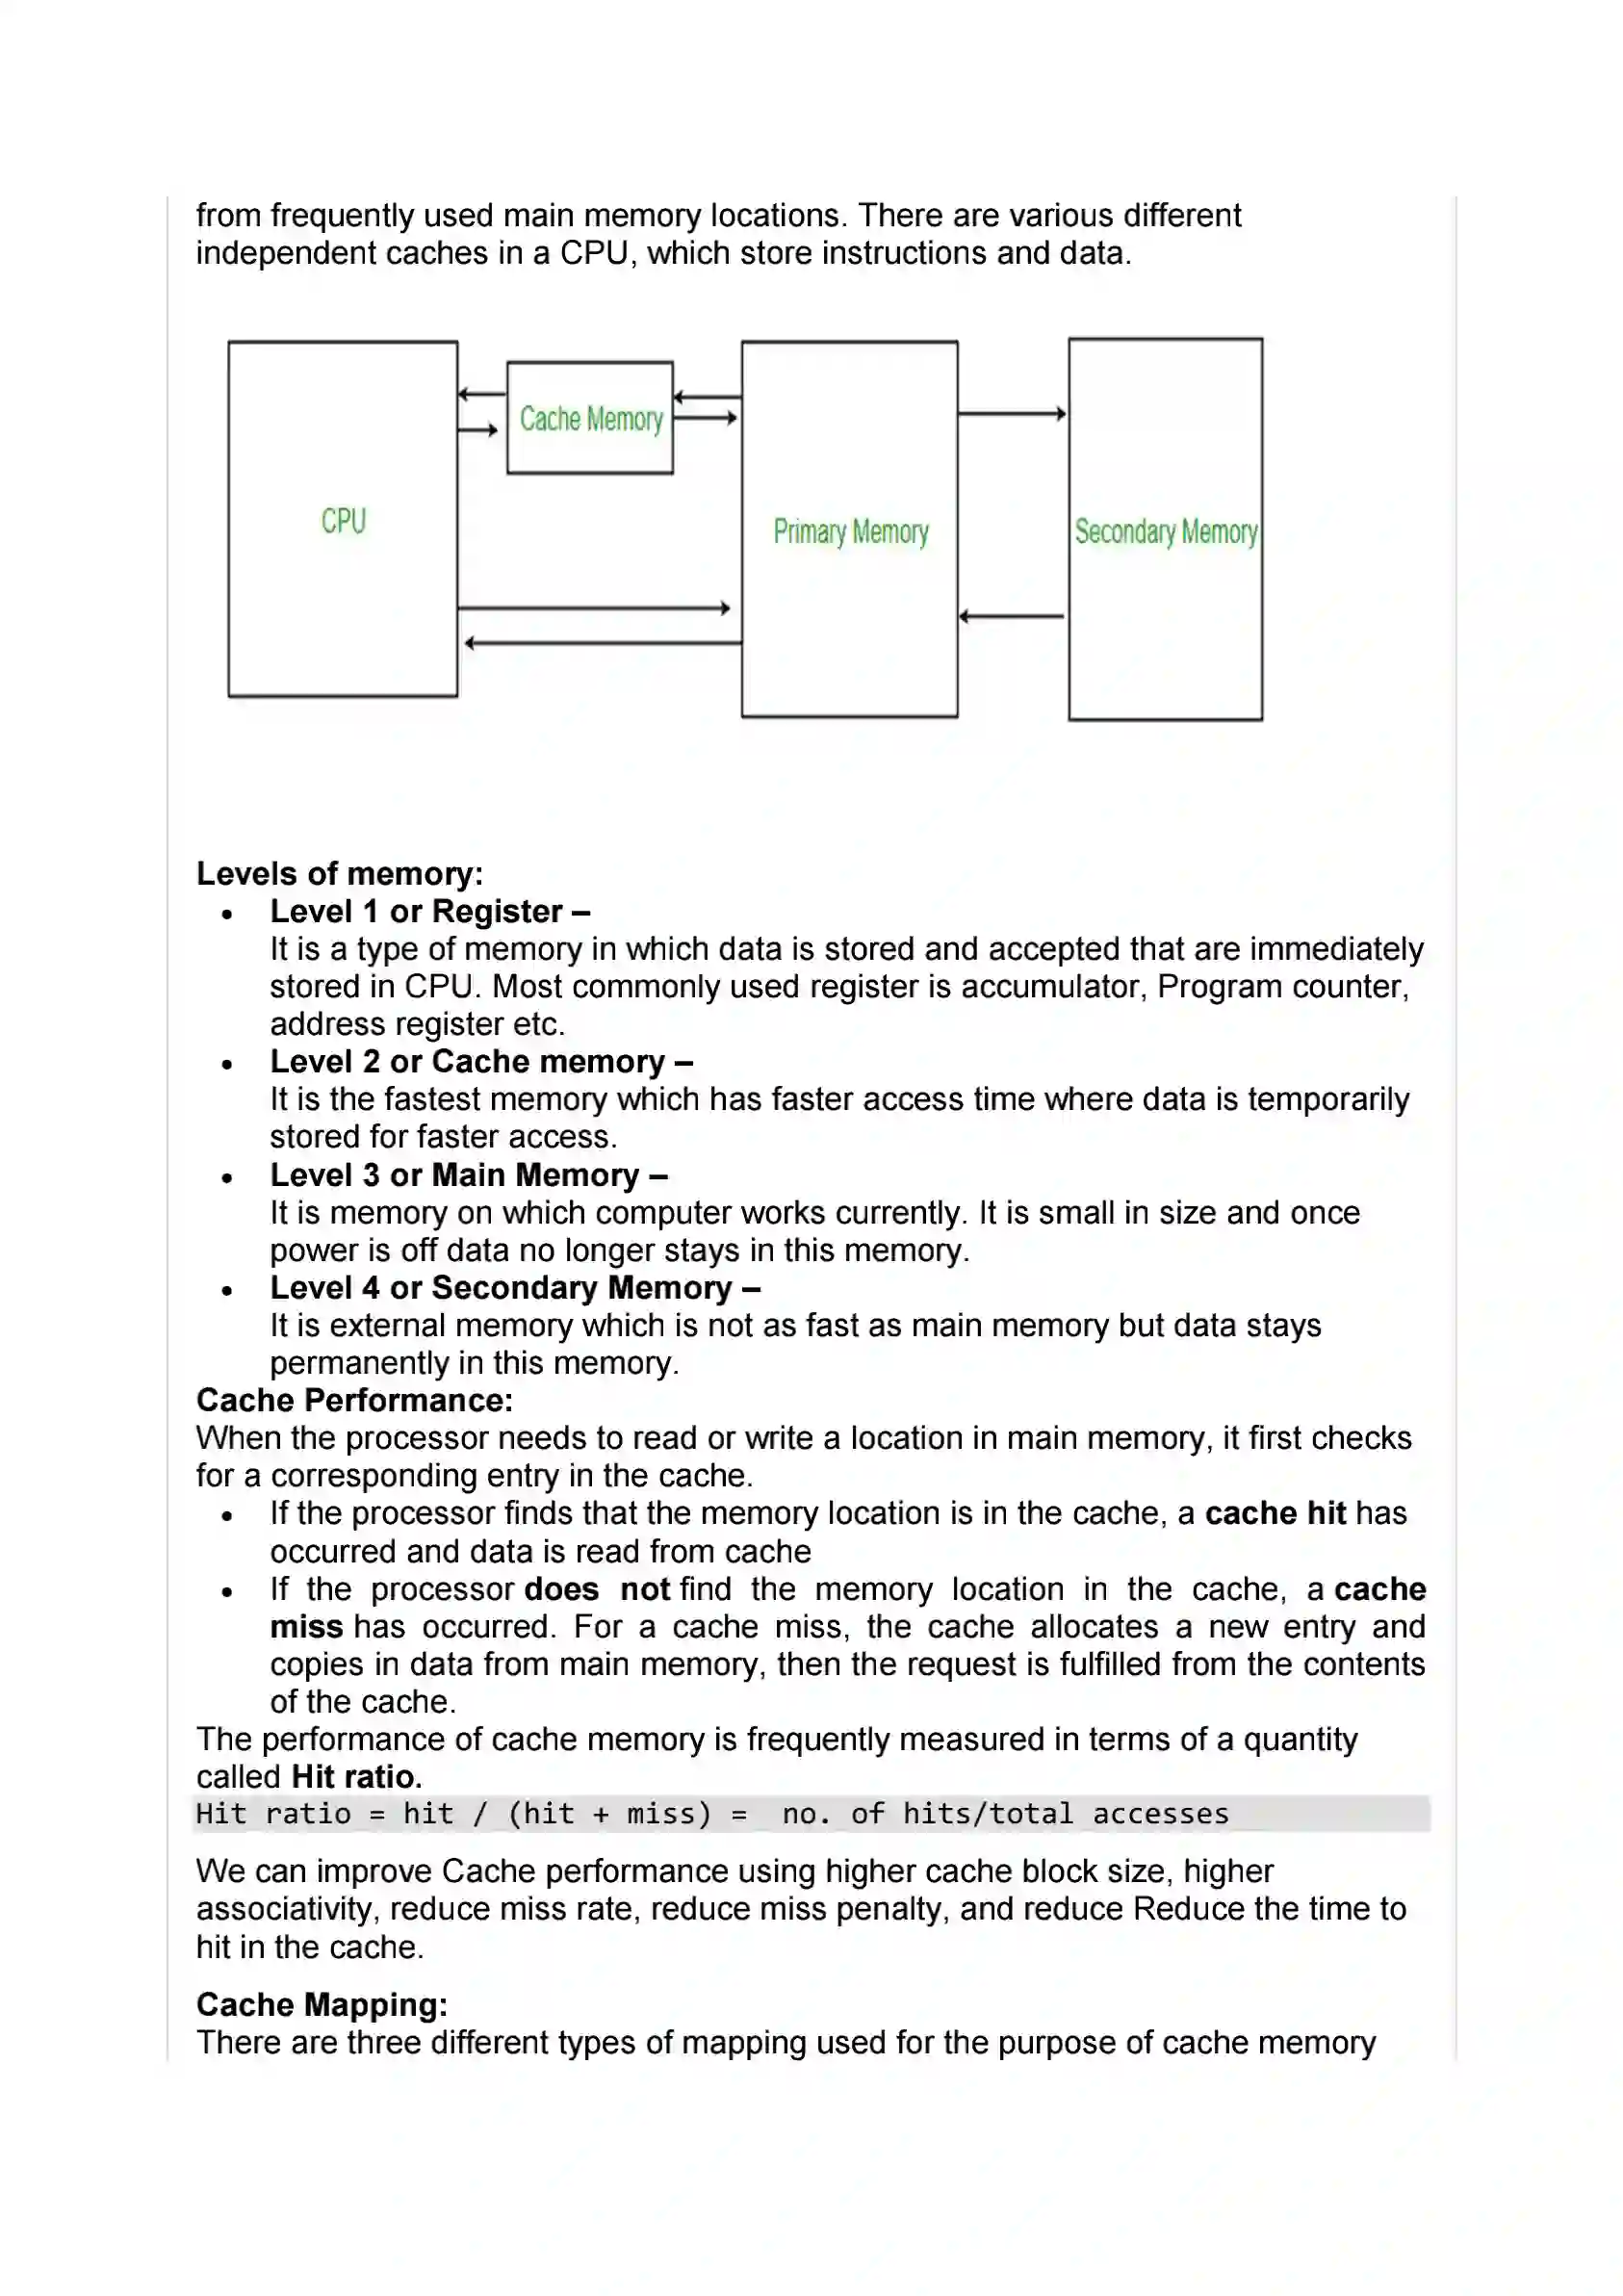 from frequently used main memory locations. There are various different
independent caches in a CPU, which store instructions and data.
Cache Memory
CPU
Primary Memory
Secondary Memory
Levels of memory:
• Level 1 or Register –
It is a type of memory in which data is stored and accepted that are immediately
stored in CPU. Most commonly used register is accumulator, Program counter,
address register etc.
• Level 2 or Cache memory –
It is the fastest memory which has faster access time where data is temporarily
stored for faster access.
• Level 3 or Main Memory –
It is memory on which computer works currently. It is small in size and once
power is off data no longer stays in this memory.
• Level 4 or Secondary Memory –
It is external memory which is not as fast as main memory but data stays
permanently in this memory.
Cache Performance:
When the processor needs to read or write a location in main memory, it first checks
for a corresponding entry in the cache.
• If the processor finds that the memory location is in the cache, a cache hit has
occurred and data is read from cache
• If the processor does not find the memory location in the cache, a cache
miss has occurred. For a cache miss, the cache allocates a new entry and
copies in data from main memory, then the request is fulfilled from the contents
of the cache.
The performance of cache memory is frequently measured in terms of a quantity
called Hit ratio.
Hit ratio = hit / (hit + miss) =  no. of hits/total accesses
We can improve Cache performance using higher cache block size, higher
associativity, reduce miss rate, reduce miss penalty, and reduce Reduce the time to
hit in the cache.
Cache Mapping:
There are three different types of mapping used for the purpose of cache memory